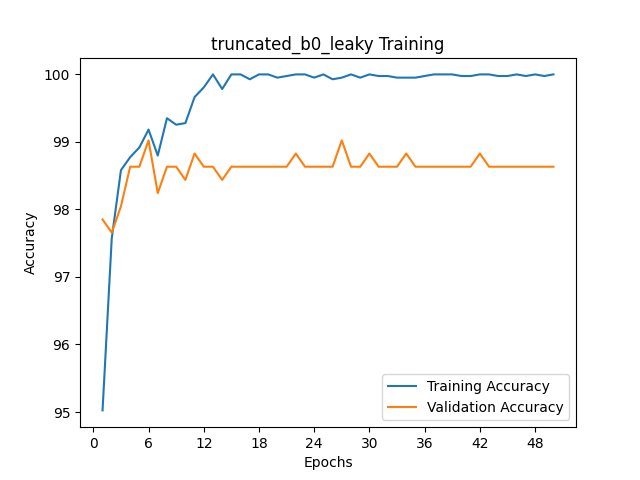 truncated_b0_leaky Training
Accuracy
100
99
98
97
96
95
0 6 12 18 24 30 36 42 48
Epochs
Training Accuracy
Validation Accuracy